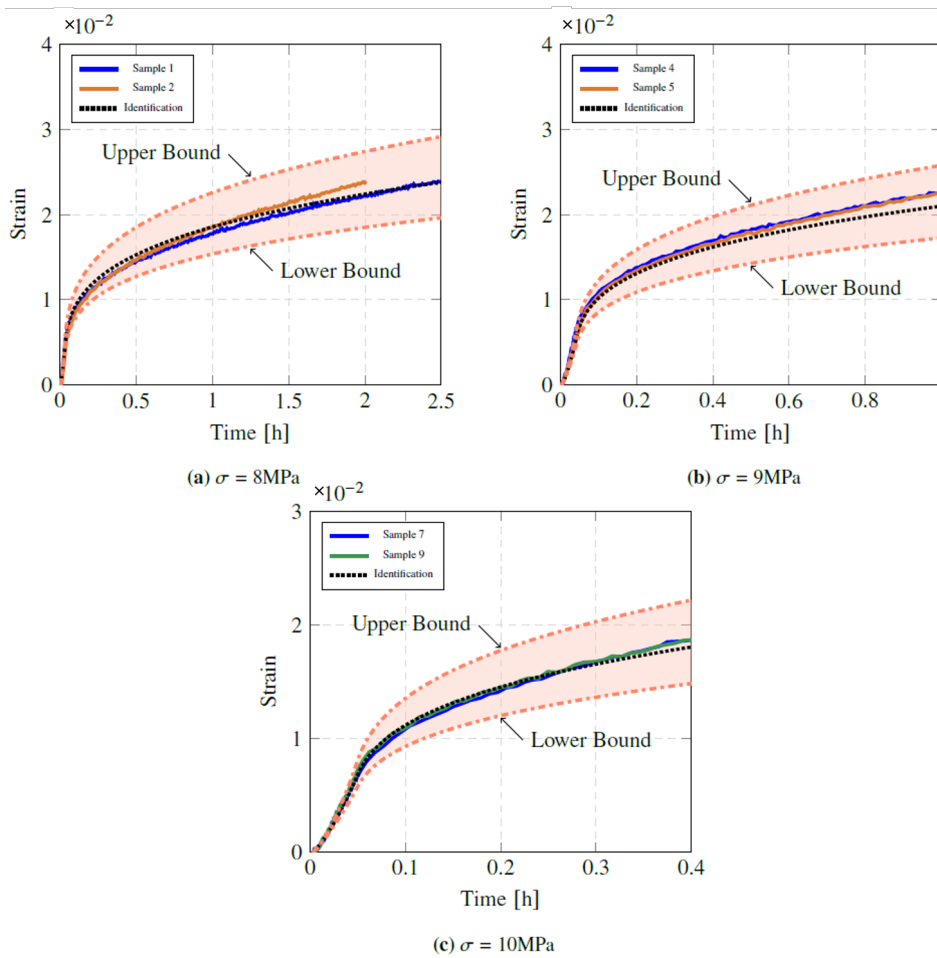 ×10⁻²
4
3
2
1
0
Strain
Sample 1
Sample 2
Identification
Upper Bound
Lower Bound
0 0.5 1 1.5 2 2.5
Time [h]
(a) σ = 8MPa
×10⁻²
4
3
2
1
0
Strain
Sample 4
Sample 5
Identification
Upper Bound
Lower Bound
0 0.2 0.4 0.6 0.8
Time [h]
(b) σ = 9MPa
×10⁻²
3
2
1
0
Strain
Sample 7
Sample 9
Identification
Upper Bound
Lower Bound
0 0.1 0.2 0.3 0.4
Time [h]
(c) σ = 10MPa